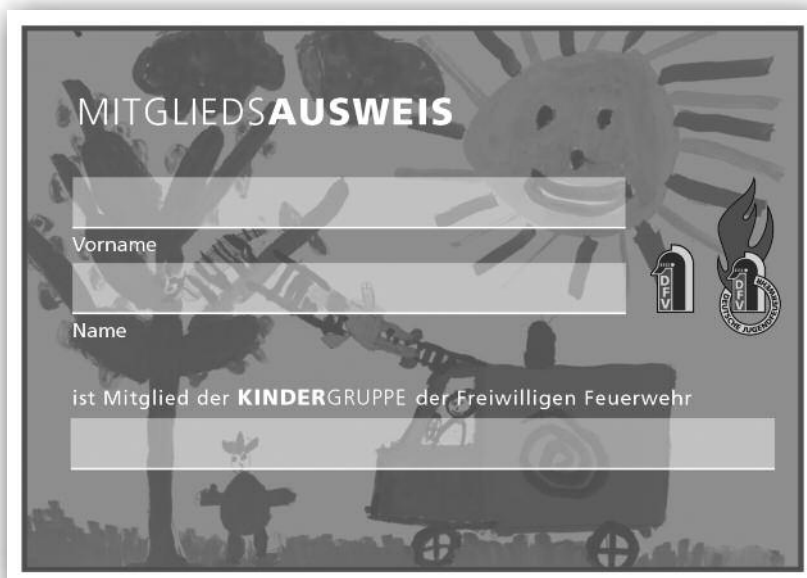 MITGLIEDSAUSWEIS
Vorname
DFV
DFV
DEUTSCHE JUGENDFEUERWEHR
Name
ist Mitglied der KINDERGRUPPE der Freiwilligen Feuerwehr